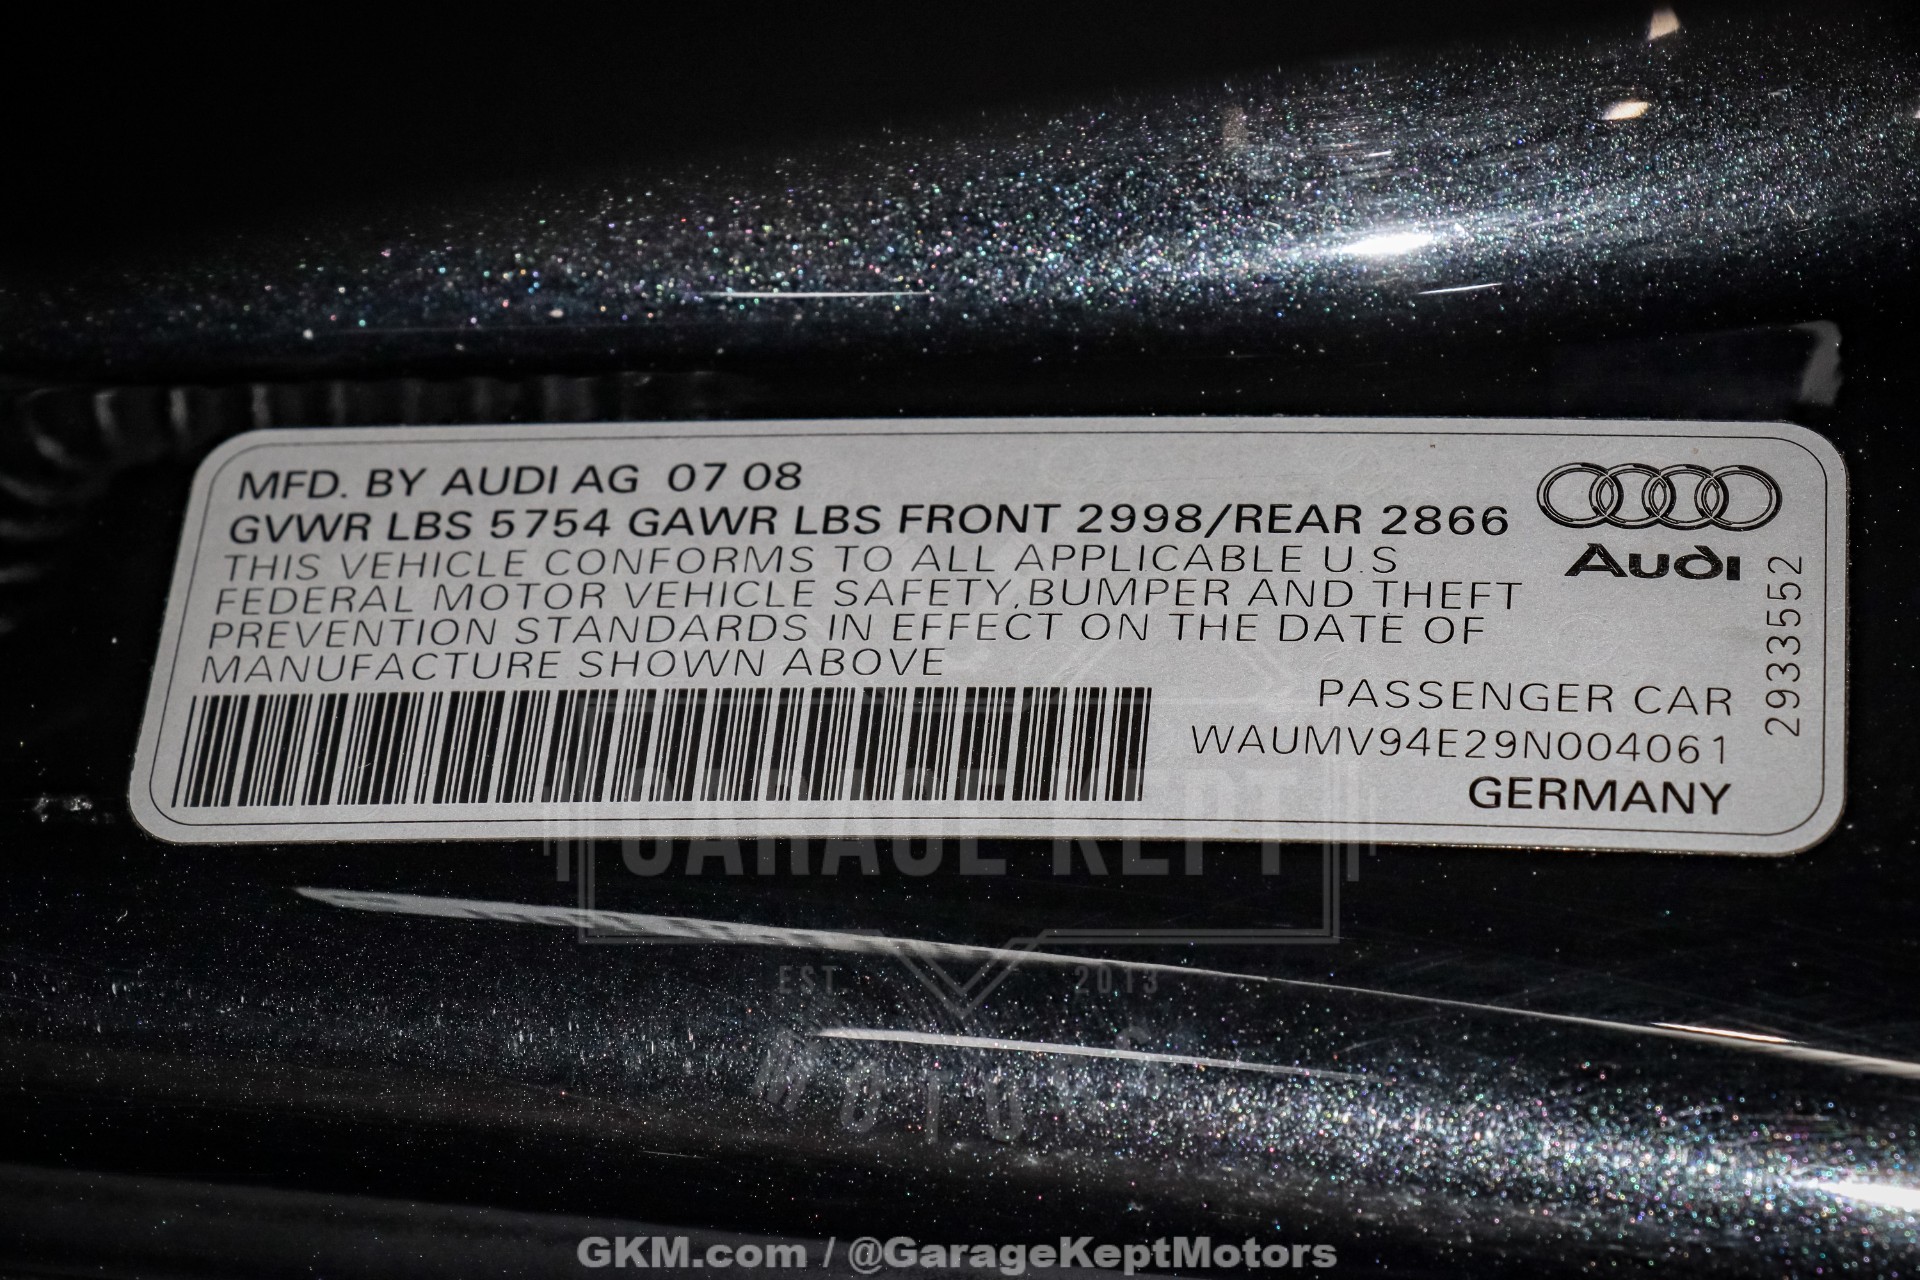 MFD. BY AUDI AG 07 08
GVWR LBS 5754 GAWR LBS FRONT 2998/REAR 2866
THIS VEHICLE CONFORMS TO ALL APPLICABLE U.S
FEDERAL MOTOR VEHICLE SAFETY,BUMPER AND THEFT
PREVENTION STANDARDS IN EFFECT ON THE DATE OF
MANUFACTURE SHOWN ABOVE
Audi
2933552
PASSENGER CAR
WAUMV94E29N004061
GERMANY
GARAGE KEPT
EST 2013
MOTORS
GKM.com / @GarageKeptMotors